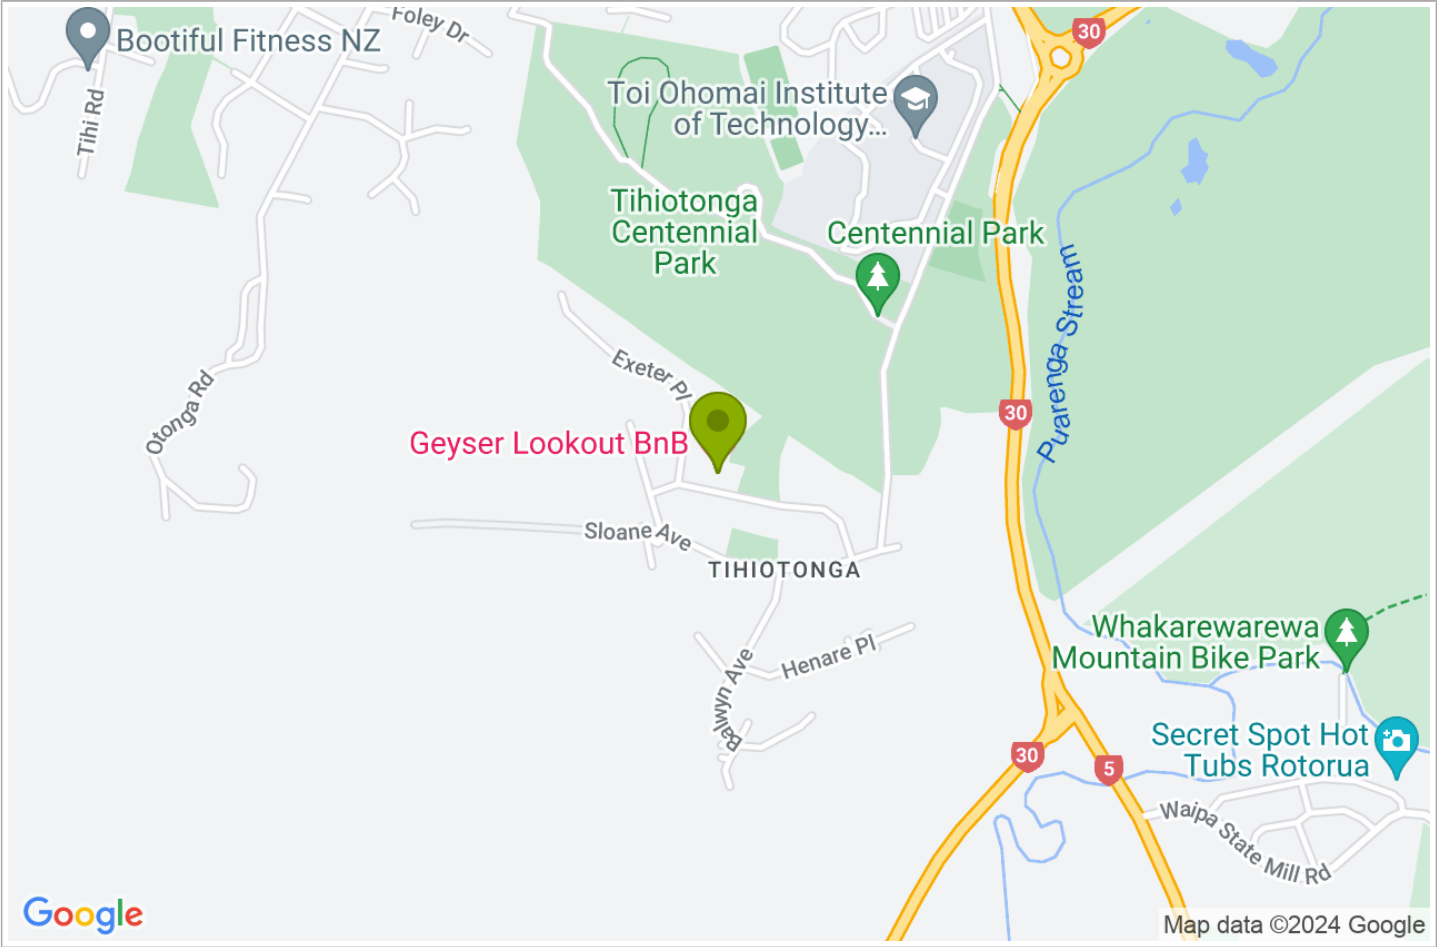 Foley Dr
30
Bootiful Fitness NZ
Tihi Rd
Toi Ohomai Institute
of Technology...
Tihiotonga
Centennial
Park
Centennial Park
Puarenga Stream
Exeter Pl
Otonga Rd
30
Geyser Lookout BnB
Sloane Ave
TIHIOTONGA
Whakarewarewa
Mountain Bike Park
Henare Pl
Balwyn Ave
Secret Spot Hot
Tubs Rotorua
30
5
Waipa State Mill Rd
Google
Map data ©2024 Google